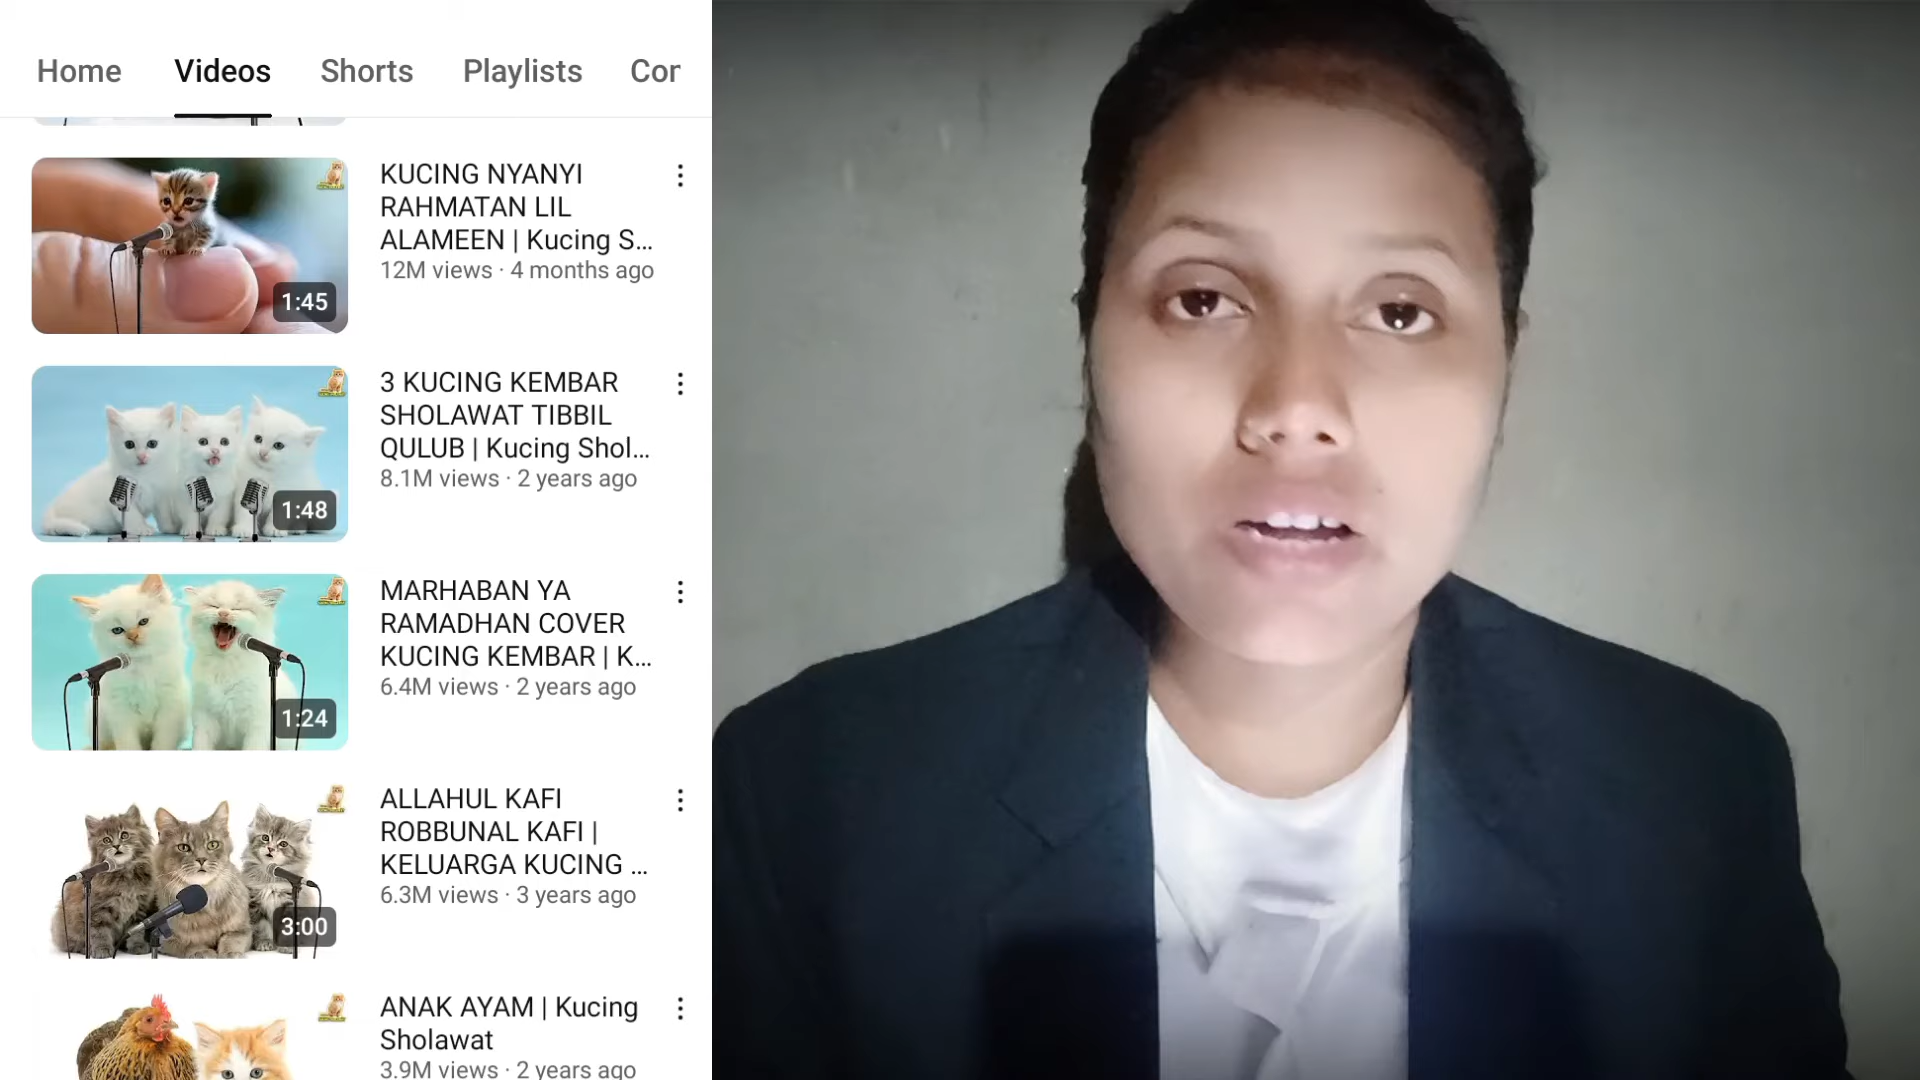 Home Videos Shorts Playlists Cor
KUCING NYANYI
RAHMATAN LIL
ALAMEEN | Kucing S...
12M views · 4 months ago
1:45
3 KUCING KEMBAR
SHOLAWAT TIBBIL
QULUB | Kucing Shol...
8.1M views · 2 years ago
1:48
MARHABAN YA
RAMADHAN COVER
KUCING KEMBAR | K...
6.4M views · 2 years ago
1:24
ALLAHUL KAFI
ROBBUNAL KAFI |
KELUARGA KUCING ...
6.3M views · 3 years ago
3:00
ANAK AYAM | Kucing
Sholawat
3.9M views · 2 years ago